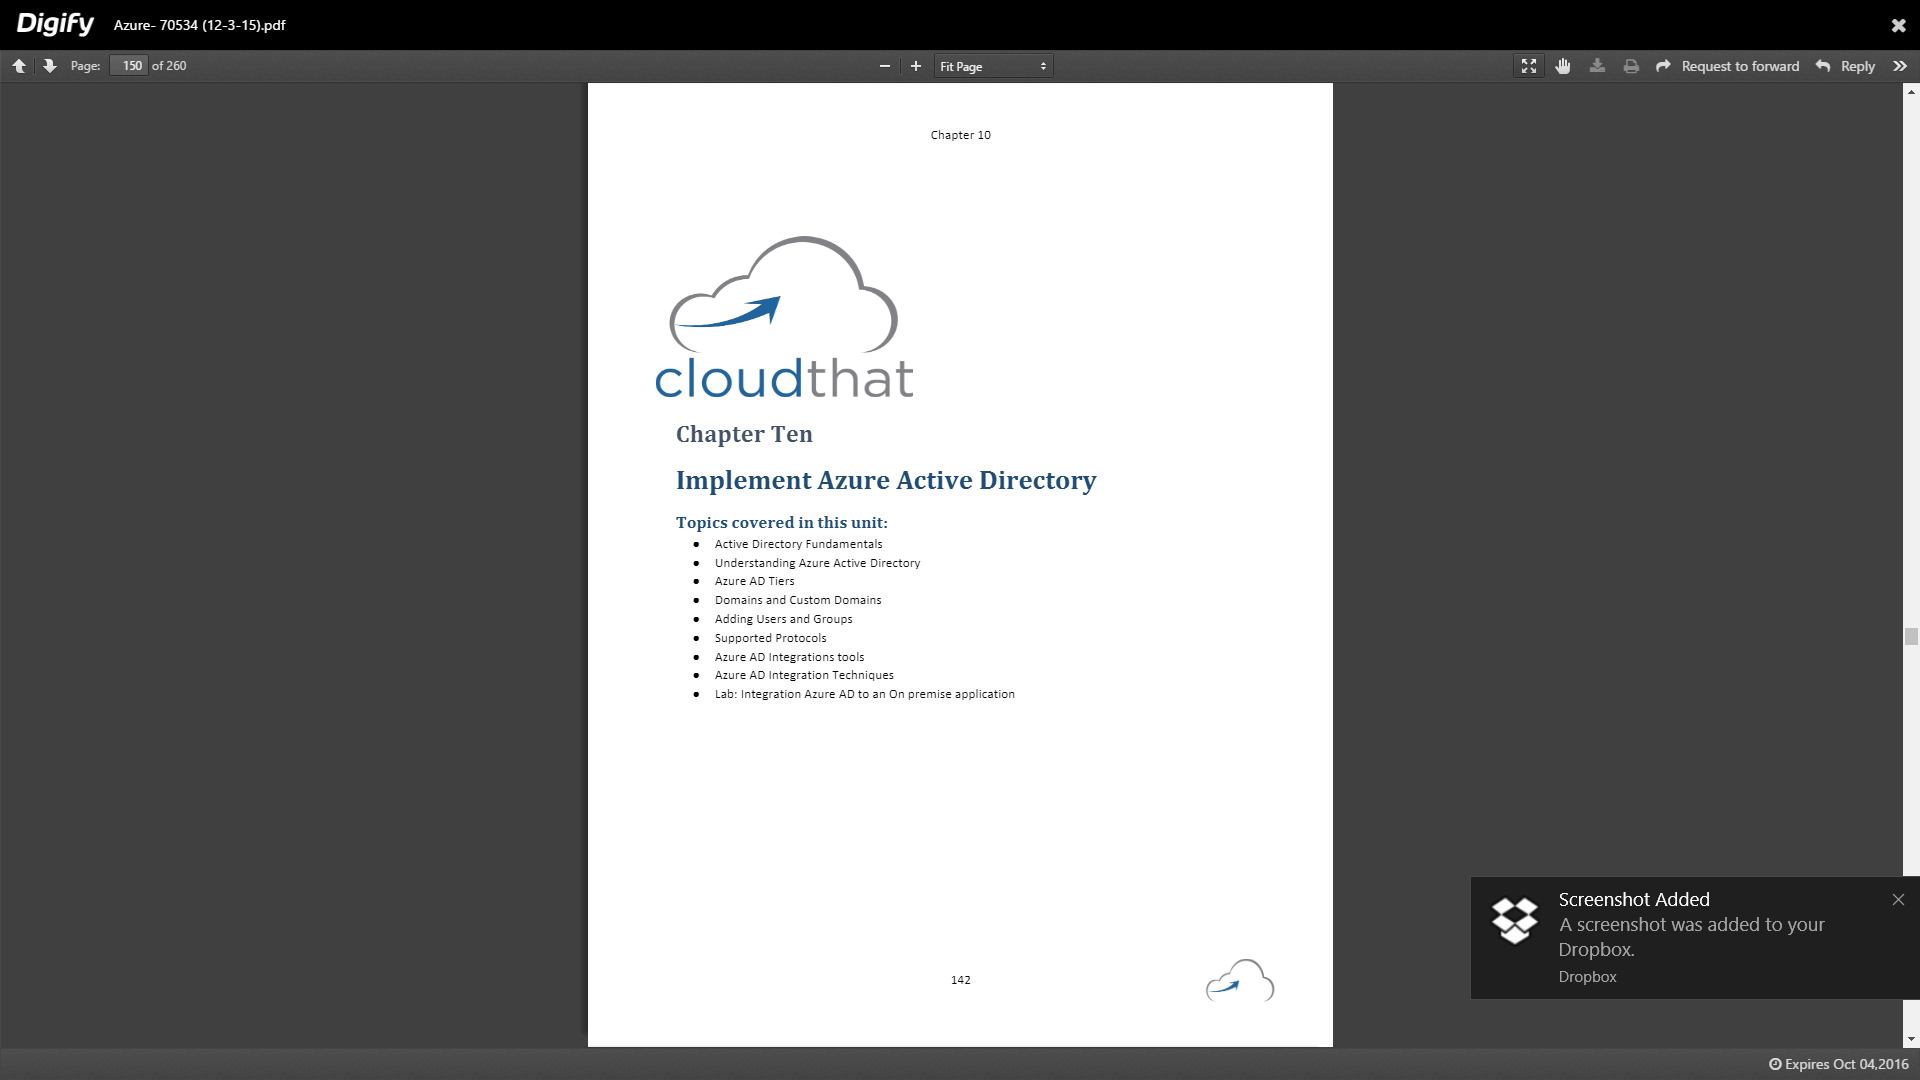 Digify Azure- 70534 (12-3-15).pdf
Page: 150 of 260 Fit Page Request to forward Reply
Chapter 10
cloudthat
Chapter Ten
Implement Azure Active Directory
Topics covered in this unit:
• Active Directory Fundamentals
• Understanding Azure Active Directory
• Azure AD Tiers
• Domains and Custom Domains
• Adding Users and Groups
• Supported Protocols
• Azure AD Integrations tools
• Azure AD Integration Techniques
• Lab: Integration Azure AD to an On premise application
142
Screenshot Added
A screenshot was added to your
Dropbox.
Dropbox
Expires Oct 04,2016